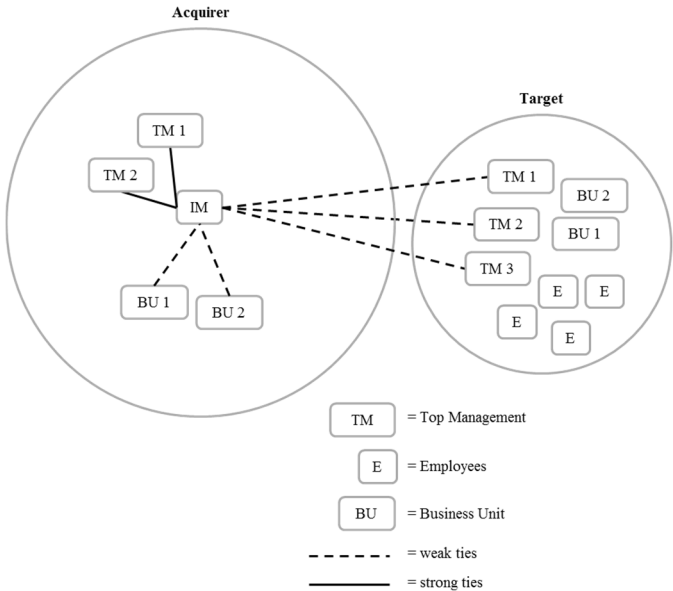 Acquirer
Target
TM 1
TM 2
IM
BU 1
BU 2
TM 1
BU 2
TM 2
BU 1
TM 3
E
E
E
E
TM = Top Management
E = Employees
BU = Business Unit
= weak ties
= strong ties